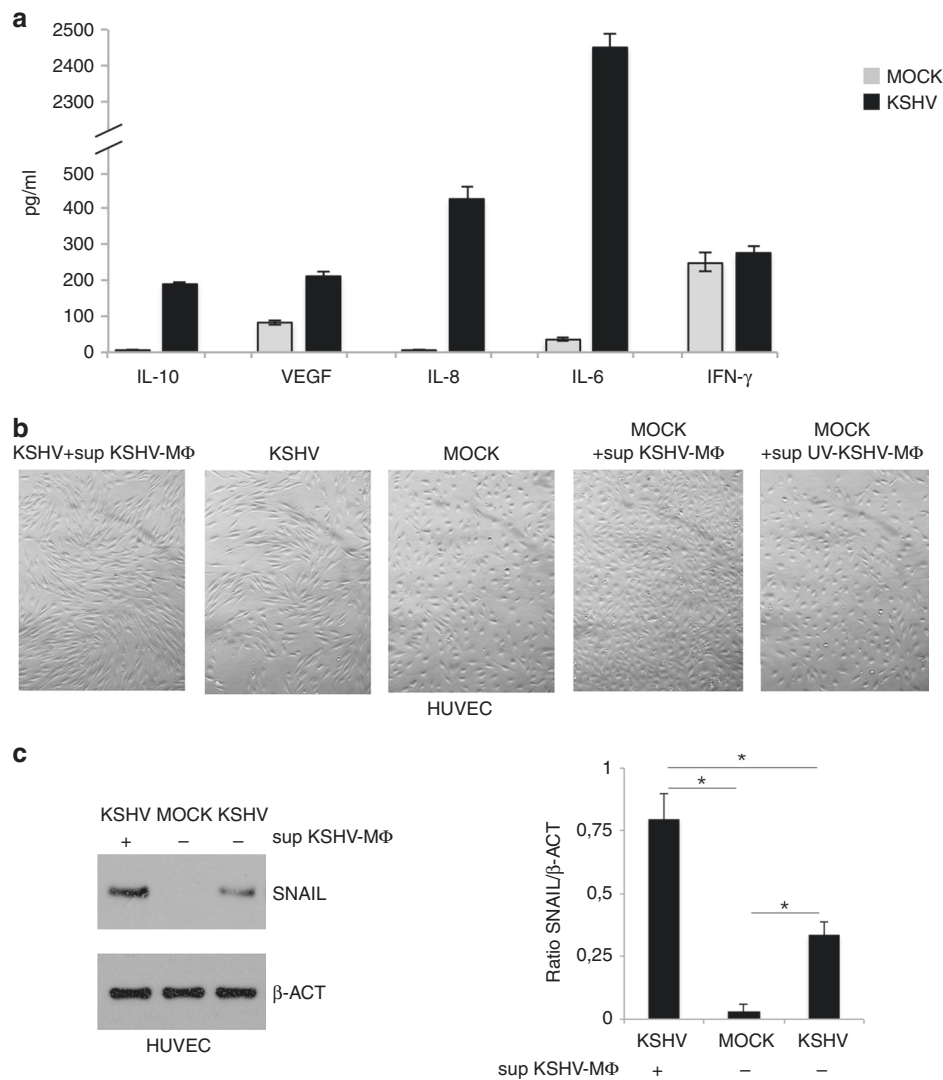 a
2500
2400
2300
500
400
300
200
100
0
pg/ml
IL-10 VEGF IL-8 IL-6 IFN-γ
MOCK
KSHV
b
KSHV+sup KSHV-MΦ
KSHV
MOCK
MOCK
+sup KSHV-MΦ
MOCK
+sup UV-KSHV-MΦ
HUVEC
c
KSHV MOCK KSHV
+ – – sup KSHV-MΦ
SNAIL
β-ACT
HUVEC
1
0,75
0,5
0,25
0
Ratio SNAIL/β-ACT
*
*
*
KSHV MOCK KSHV
sup KSHV-MΦ + – –